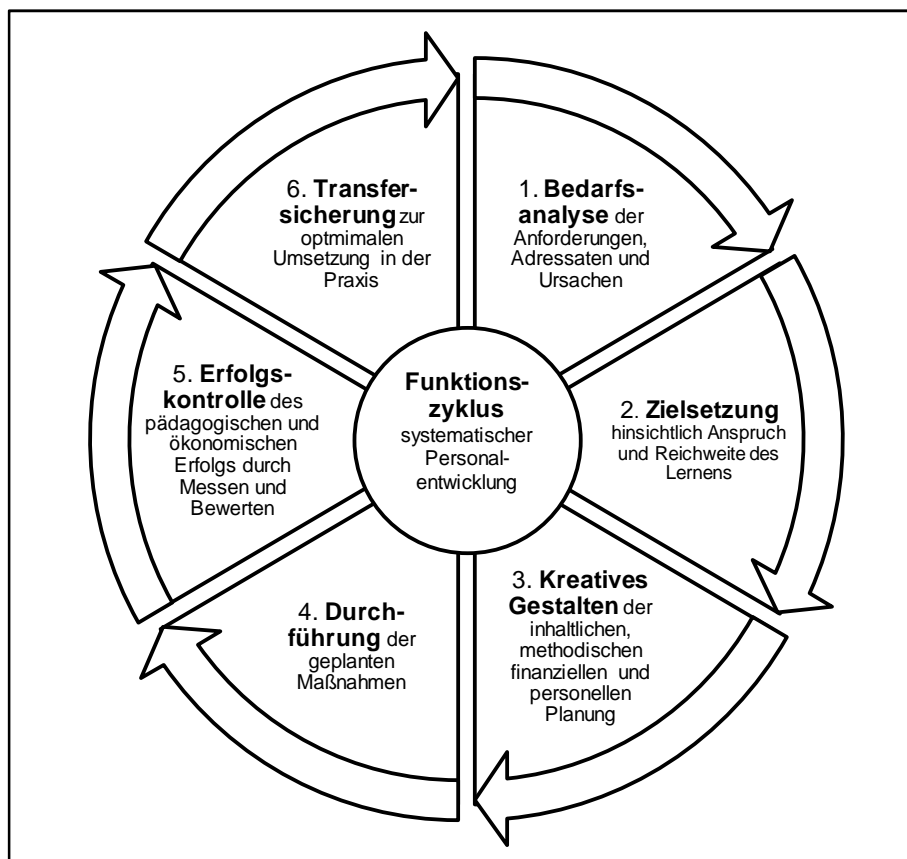 Funktions-
zyklus
systematischer
Personal-
entwicklung
1. Bedarfs-
analyse der
Anforderungen,
Adressaten und
Ursachen
2. Zielsetzung
hinsichtlich Anspruch
und Reichweite des
Lernens
3. Kreatives
Gestalten der
inhaltlichen,
methodischen
finanziellen und
personellen
Planung
4. Durch-
führung der
geplanten
Maßnahmen
5. Erfolgs-
kontrolle des
pädagogischen und
ökonomischen
Erfolgs durch
Messen und
Bewerten
6. Transfer-
sicherung zur
optmimalen
Umsetzung in der
Praxis